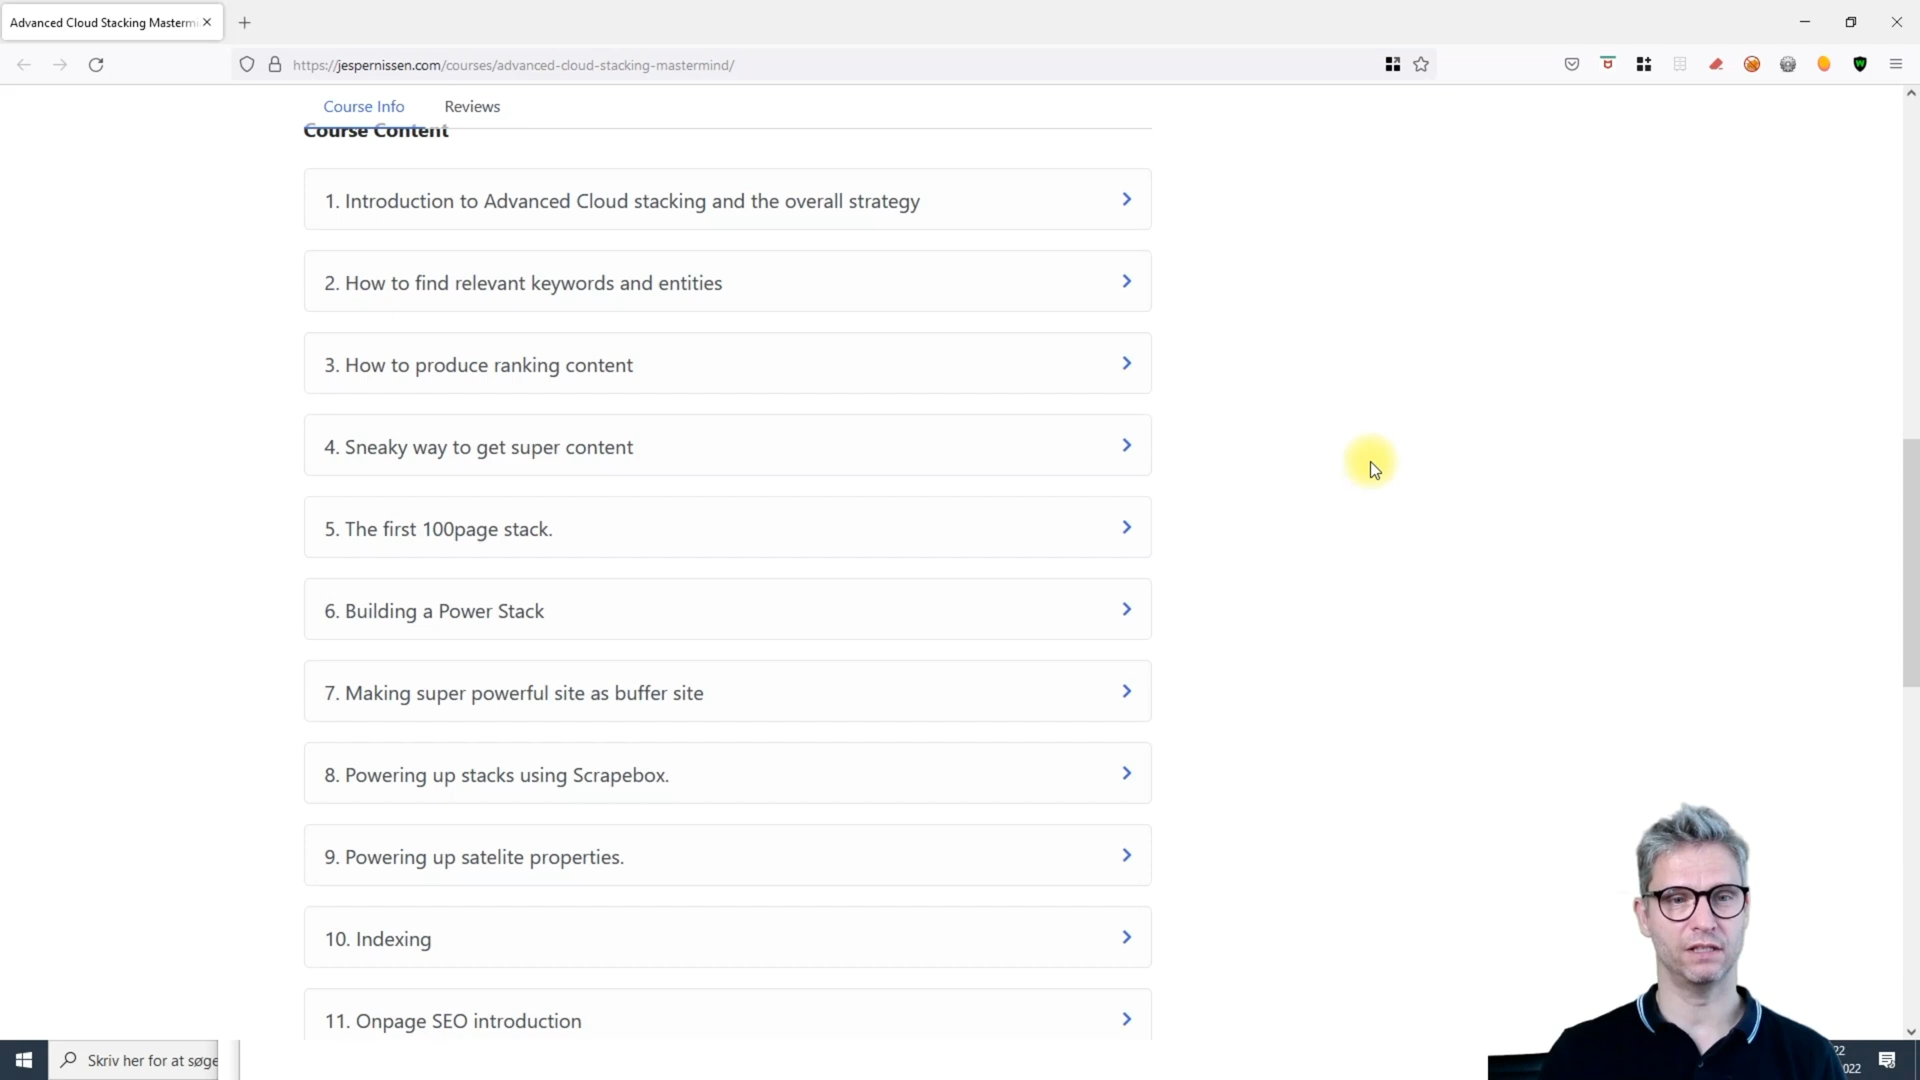 Advanced Cloud Stacking Masterm
https://jespernissen.com/courses/advanced-cloud-stacking-mastermind/
Course Info
Reviews
Course Content
1. Introduction to Advanced Cloud stacking and the overall strategy
2. How to find relevant keywords and entities
3. How to produce ranking content
4. Sneaky way to get super content
5. The first 100page stack.
6. Building a Power Stack
7. Making super powerful site as buffer site
8. Powering up stacks using Scrapebox.
9. Powering up satelite properties.
10. Indexing
11. Onpage SEO introduction
Skriv her for at søge
22
022